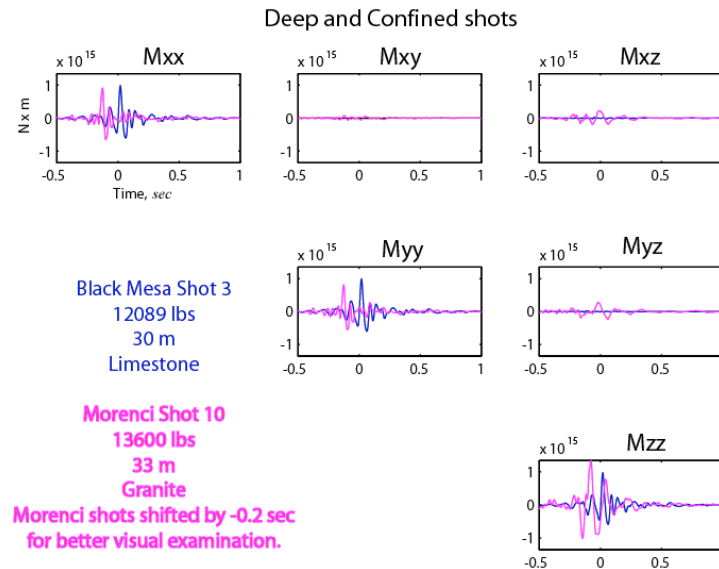 Deep and Confined shots
Mxx
Mxy
Mxz
x 10 15
x 10 15
x 10 15
1
0
-1
1
0
-1
1
0
-1
N x m
-0.5 0 0.5 1
-0.5 0 0.5 1
-0.5 0 0.5 1
Time, sec
Myy
Myz
x 10 15
x 10 15
1
0
-1
1
0
-1
-0.5 0 0.5 1
-0.5 0 0.5 1
Black Mesa Shot 3
12089 lbs
30 m
Limestone
Morenci Shot 10
13600 lbs
33 m
Granite
Morenci shots shifted by -0.2 sec
for better visual examination.
Mzz
x 10 15
1
0
-1
-0.5 0 0.5 1